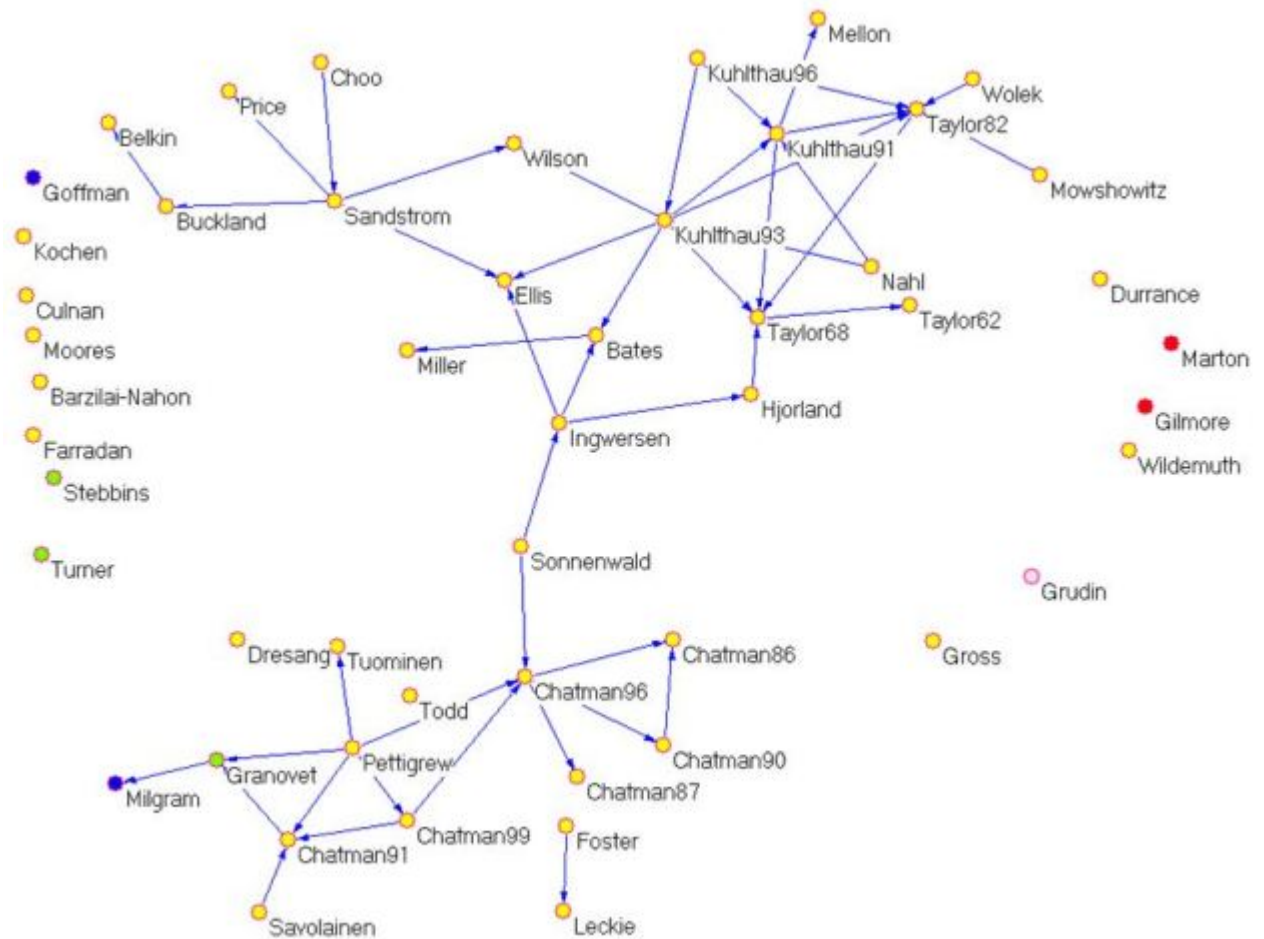 Mellon
Choo
Kuhlthau96
Price
Wolek
Belkin
Taylor82
Kuhlthau91
Wilson
Goffman
Mowshowitz
Buckland
Sandstrom
Kuhlthau93
Kochen
Nahl
Ellis
Durrance
Culnan
Taylor62
Taylor68
Moores
Bates
Miller
Marton
Barzilai-Nahon
Hjorland
Gilmore
Ingwersen
Farradan
Wildemuth
Stebbins
Sonnenwald
Turner
Grudin
Dresang
Tuominen
Chatman86
Gross
Chatman96
Todd
Pettigrew
Chatman90
Granovet
Chatman87
Milgram
Chatman99
Foster
Chatman91
Savolainen
Leckie